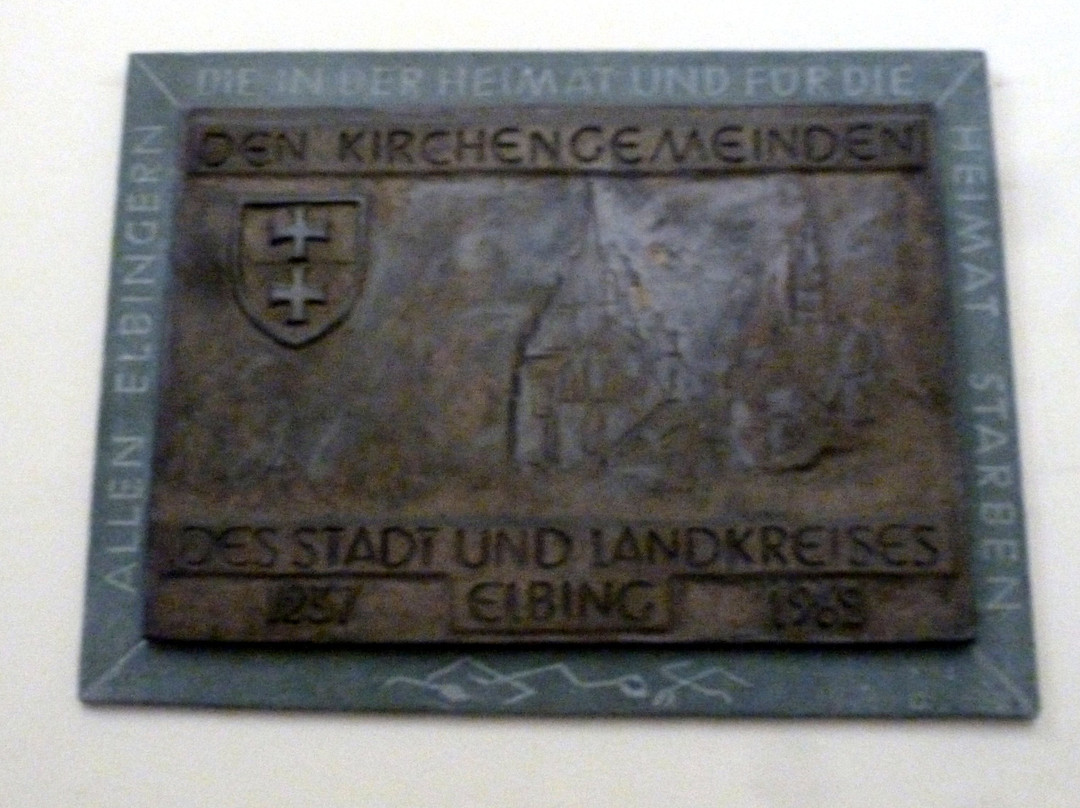 ALLEN ELBINGERN
DIE IN DER HEIMAT UND FÜR DIE
HEIMAT STARBEN
DEN KIRCHENGEMEINDEN
DES STADT UND LANDKREISES
1237 ELBING 1968